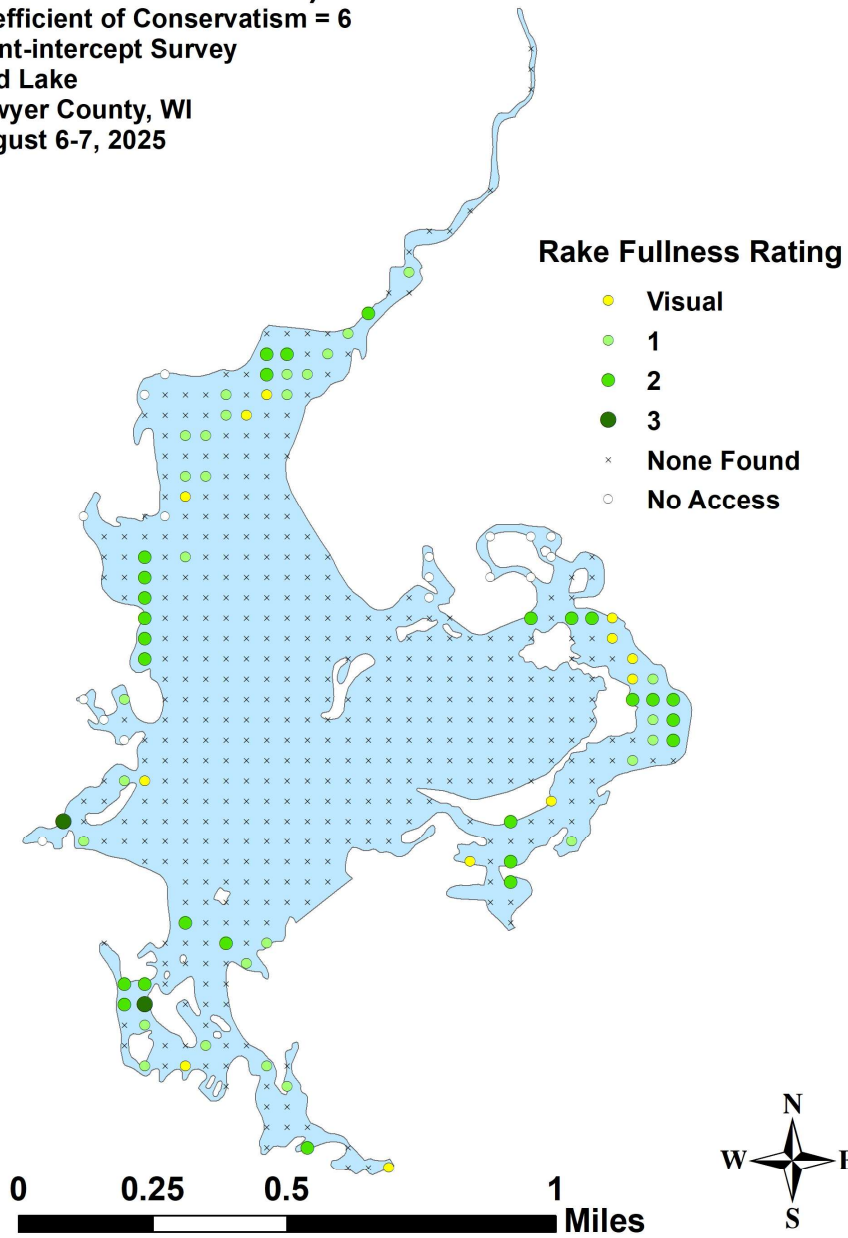 efficient of Conservatism = 6
nt-intercept Survey
d Lake
wyer County, WI
gust 6-7, 2025
Rake Fullness Rating
Visual
1
2
3
None Found
No Access
N
W
E
S
0 0.25 0.5 1
Miles